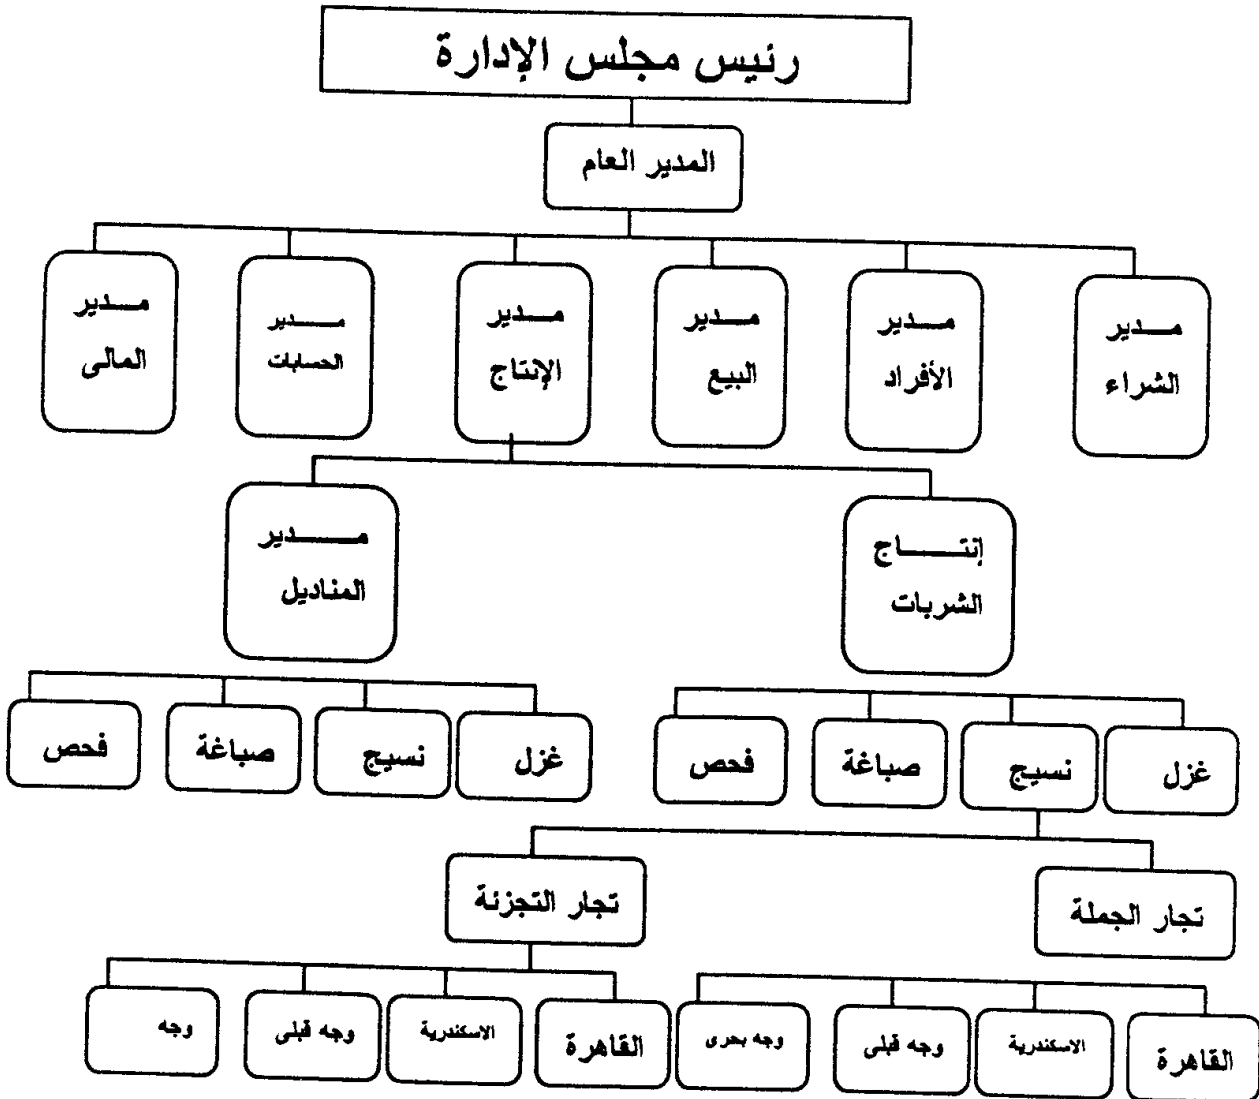 رئيس مجلس الإدارة
المدير العام
مدير
الشراء
مدير
الأفراد
مدير
البيع
مدير
الإنتاج
مدير
الحسابات
مدير
المالى
إنتاج
الشربات
مدير
المناديل
غزل
نسيج
صباغة
فحص
غزل
نسيج
صباغة
فحص
تجار الجملة
تجار التجزئة
القاهرة
الاسكندرية
وجه قبلى
وجه بحرى
القاهرة
الاسكندرية
وجه قبلى
وجه